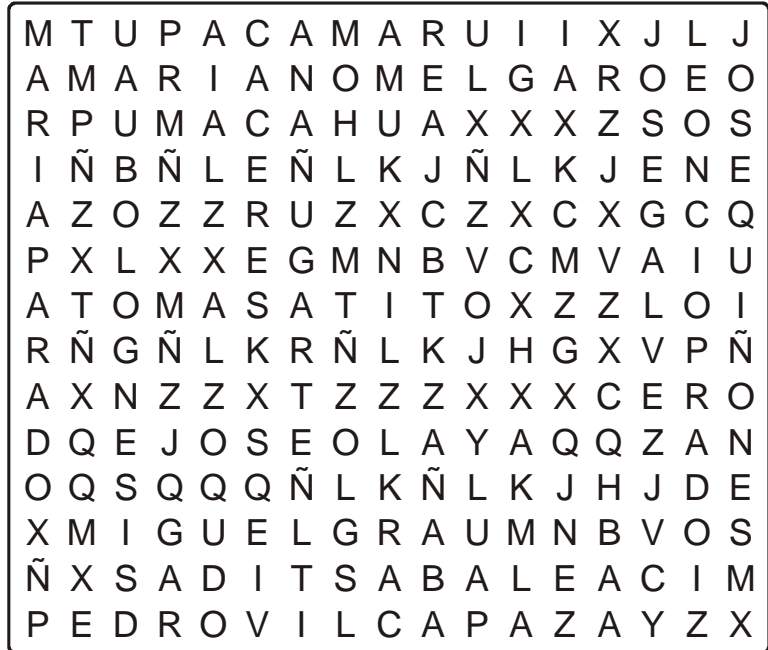 M T U P A C A M A R U I I X J L J
A M A R I A N O M E L G A R O E O
R P U M A C A H U A X X X Z S O S
I Ñ B Ñ L E Ñ L K J Ñ L K J E N E
A Z O Z Z R U Z X C Z X C X G C Q
P X L X X E G M N B V C M V A I U
A T O M A S A T I T O X Z Z L O I
R Ñ G Ñ L K R Ñ L K J H G X V P Ñ
A X N Z Z X T Z Z Z X X X C E R O
D Q E J O S E O L A Y A Q Q Z A N
O Q S Q Q Q Ñ L K Ñ L K J H J D E
X M I G U E L G R A U M N B V O S
Ñ X S A D I T S A B A L E A C I M
P E D R O V I L C A P A Z A Y Z X